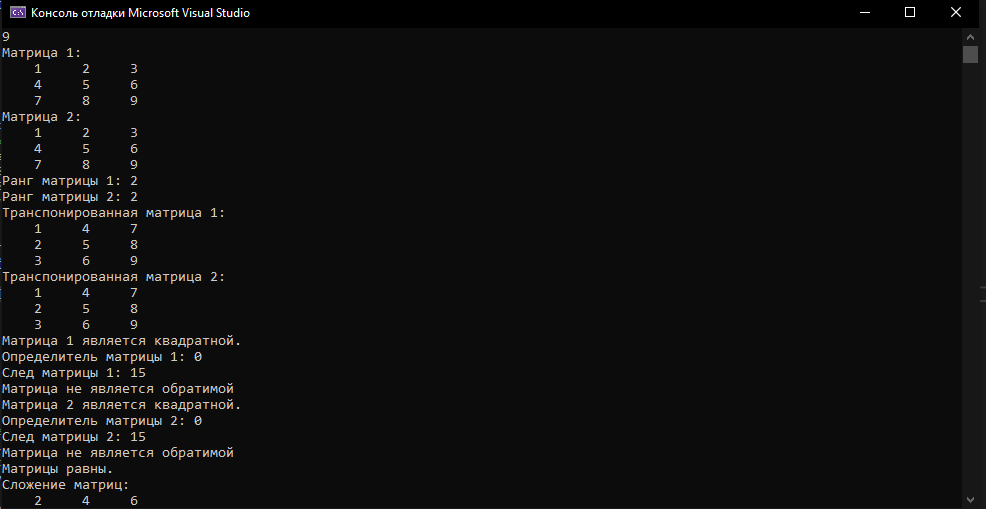 Консоль отладки Microsoft Visual Studio
9
Матрица 1:
1 2 3
4 5 6
7 8 9
Матрица 2:
1 2 3
4 5 6
7 8 9
Ранг матрицы 1: 2
Ранг матрицы 2: 2
Транспонированная матрица 1:
1 4 7
2 5 8
3 6 9
Транспонированная матрица 2:
1 4 7
2 5 8
3 6 9
Матрица 1 является квадратной.
Определитель матрицы 1: 0
След матрицы 1: 15
Матрица не является обратимой
Матрица 2 является квадратной.
Определитель матрицы 2: 0
След матрицы 2: 15
Матрица не является обратимой
Матрицы равны.
Сложение матриц:
2 4 6